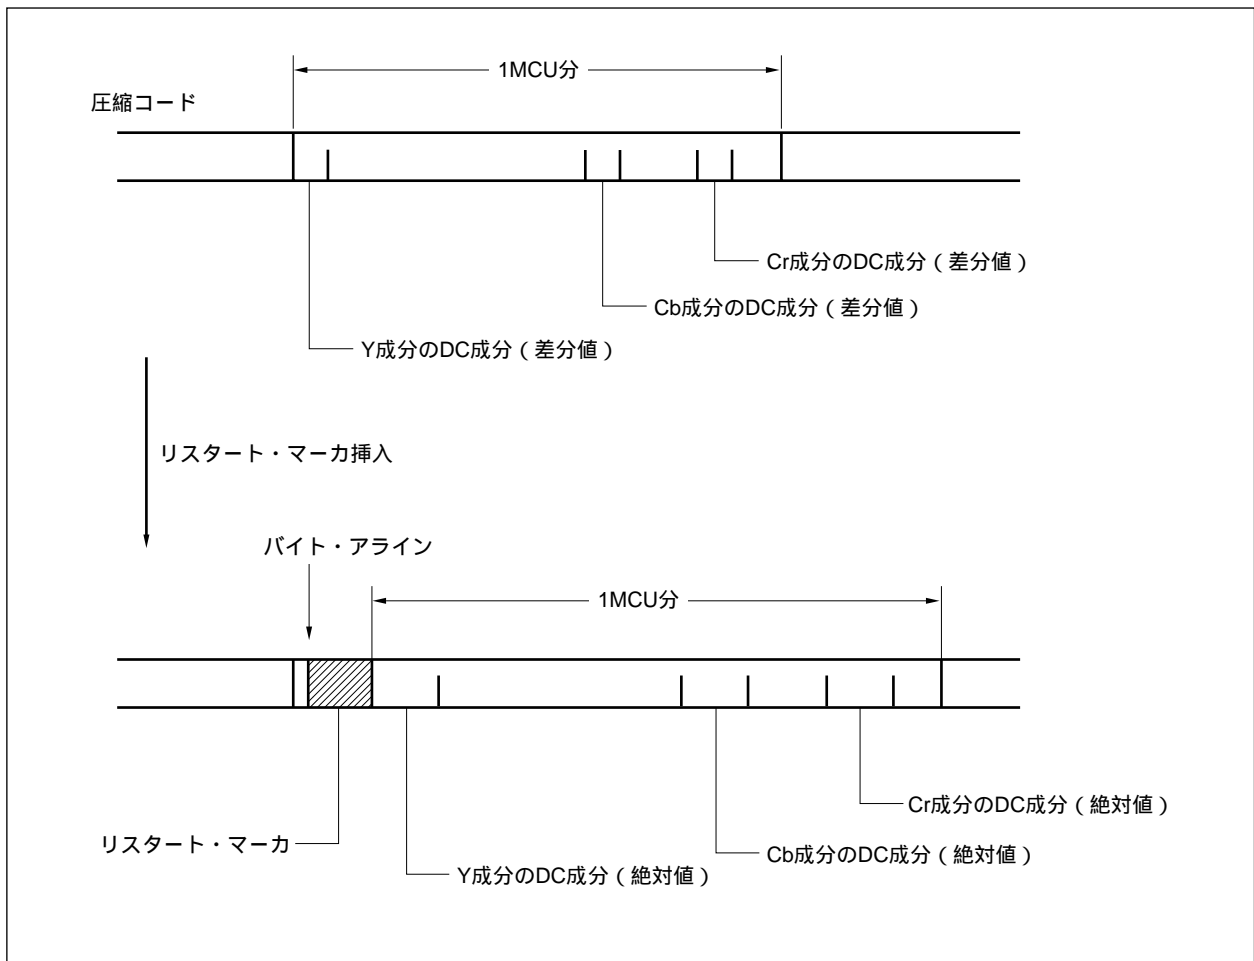 1MCU分
圧縮コード
Cr成分のDC成分（差分値）
Cb成分のDC成分（差分値）
Y成分のDC成分（差分値）
リスタート・マーカ挿入
バイト・アライン
1MCU分
Cr成分のDC成分（絶対値）
リスタート・マーカ
Cb成分のDC成分（絶対値）
Y成分のDC成分（絶対値）